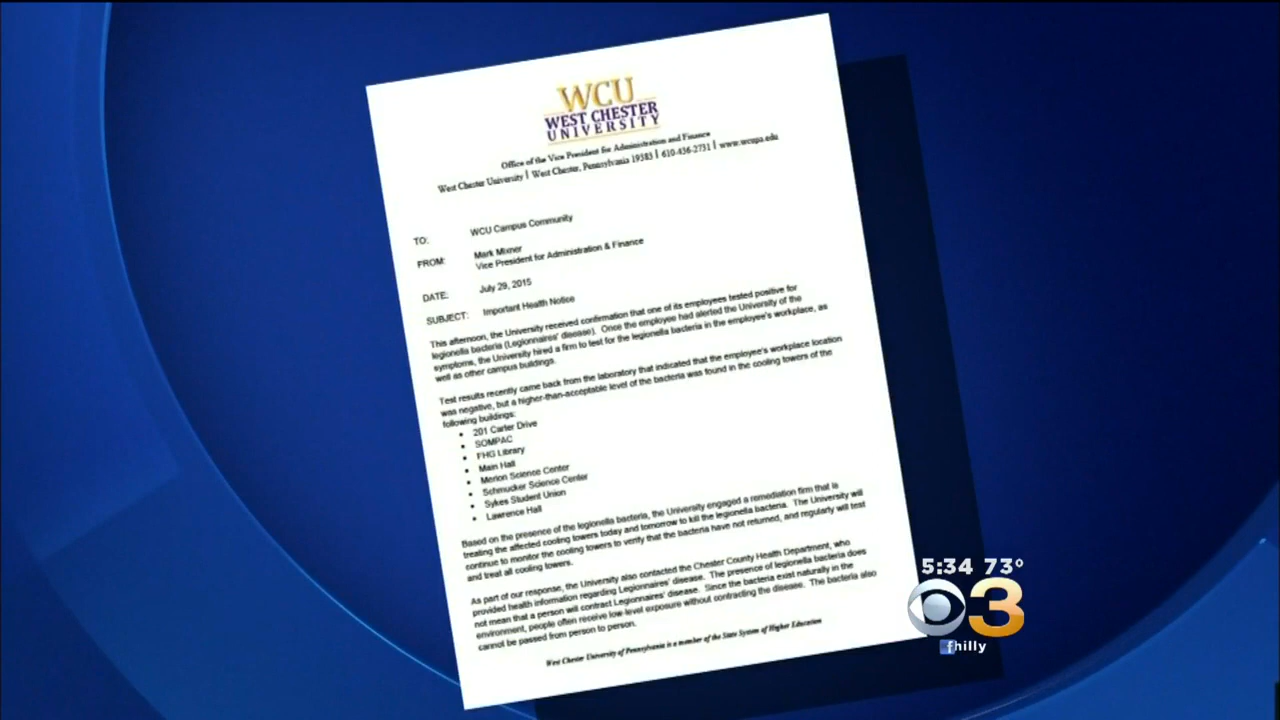 WCU
WEST CHESTER
UNIVERSITY
Office of the Vice President for Administration and Finance
West Chester University | West Chester, Pennsylvania 19383 | 610-436-2731 | www.wcupa.edu
TO: WCU Campus Community
FROM: Mark Mixner
Vice President for Administration & Finance
DATE: July 29, 2015
SUBJECT: Important Health Notice
This afternoon, the University received confirmation that one of its employees tested positive for
legionella bacteria (Legionnaires' disease). Once the employee had alerted the University of the
symptoms, the University hired a firm to test for the legionella bacteria in the employee's workplace, as
well as other campus buildings.
Test results recently came back from the laboratory that indicated that the employee's workplace location
was negative, but a higher-than-acceptable level of the bacteria was found in the cooling towers of the
following buildings:
• 201 Carter Drive
• SOMPAC
• FHG Library
• Main Hall
• Merion Science Center
• Schmucker Science Center
• Sykes Student Union
• Lawrence Hall
Based on the presence of the legionella bacteria, the University engaged a remediation firm that is
treating the affected cooling towers today and tomorrow to kill the legionella bacteria. The University will
continue to monitor the cooling towers to verify that the bacteria have not returned, and regularly will test
and treat all cooling towers.
As part of our response, the University also contacted the Chester County Health Department, who
provided health information regarding Legionnaires' disease. The presence of legionella bacteria does
not mean that a person will contract Legionnaires' disease. Since the bacteria exist naturally in the
environment, people often receive low-level exposure without contracting the disease. The bacteria also
cannot be passed from person to person.
West Chester University of Pennsylvania is a member of the State System of Higher Education
5:34 73°
3
f hilly